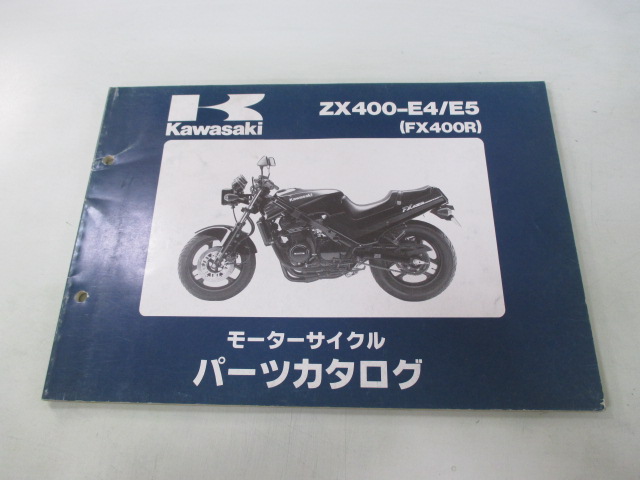 Kawasaki
ZX400-E4/E5
(FX400R)
Kawasaki
モーターサイクル
パーツカタログ